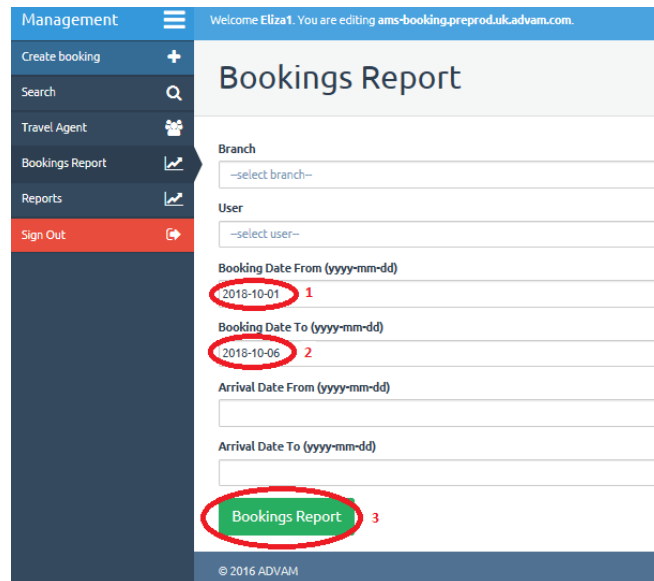 Management
Welcome Eliza1. You are editing ams-booking.preprod.uk.advam.com.
Create booking
Search
Travel Agent
Bookings Report
Reports
Sign Out
Bookings Report
Branch
--select branch--
User
--select user--
Booking Date From (yyyy-mm-dd)
2018-10-01 1
Booking Date To (yyyy-mm-dd)
2018-10-06 2
Arrival Date From (yyyy-mm-dd)
Arrival Date To (yyyy-mm-dd)
Bookings Report 3
© 2016 ADVAM